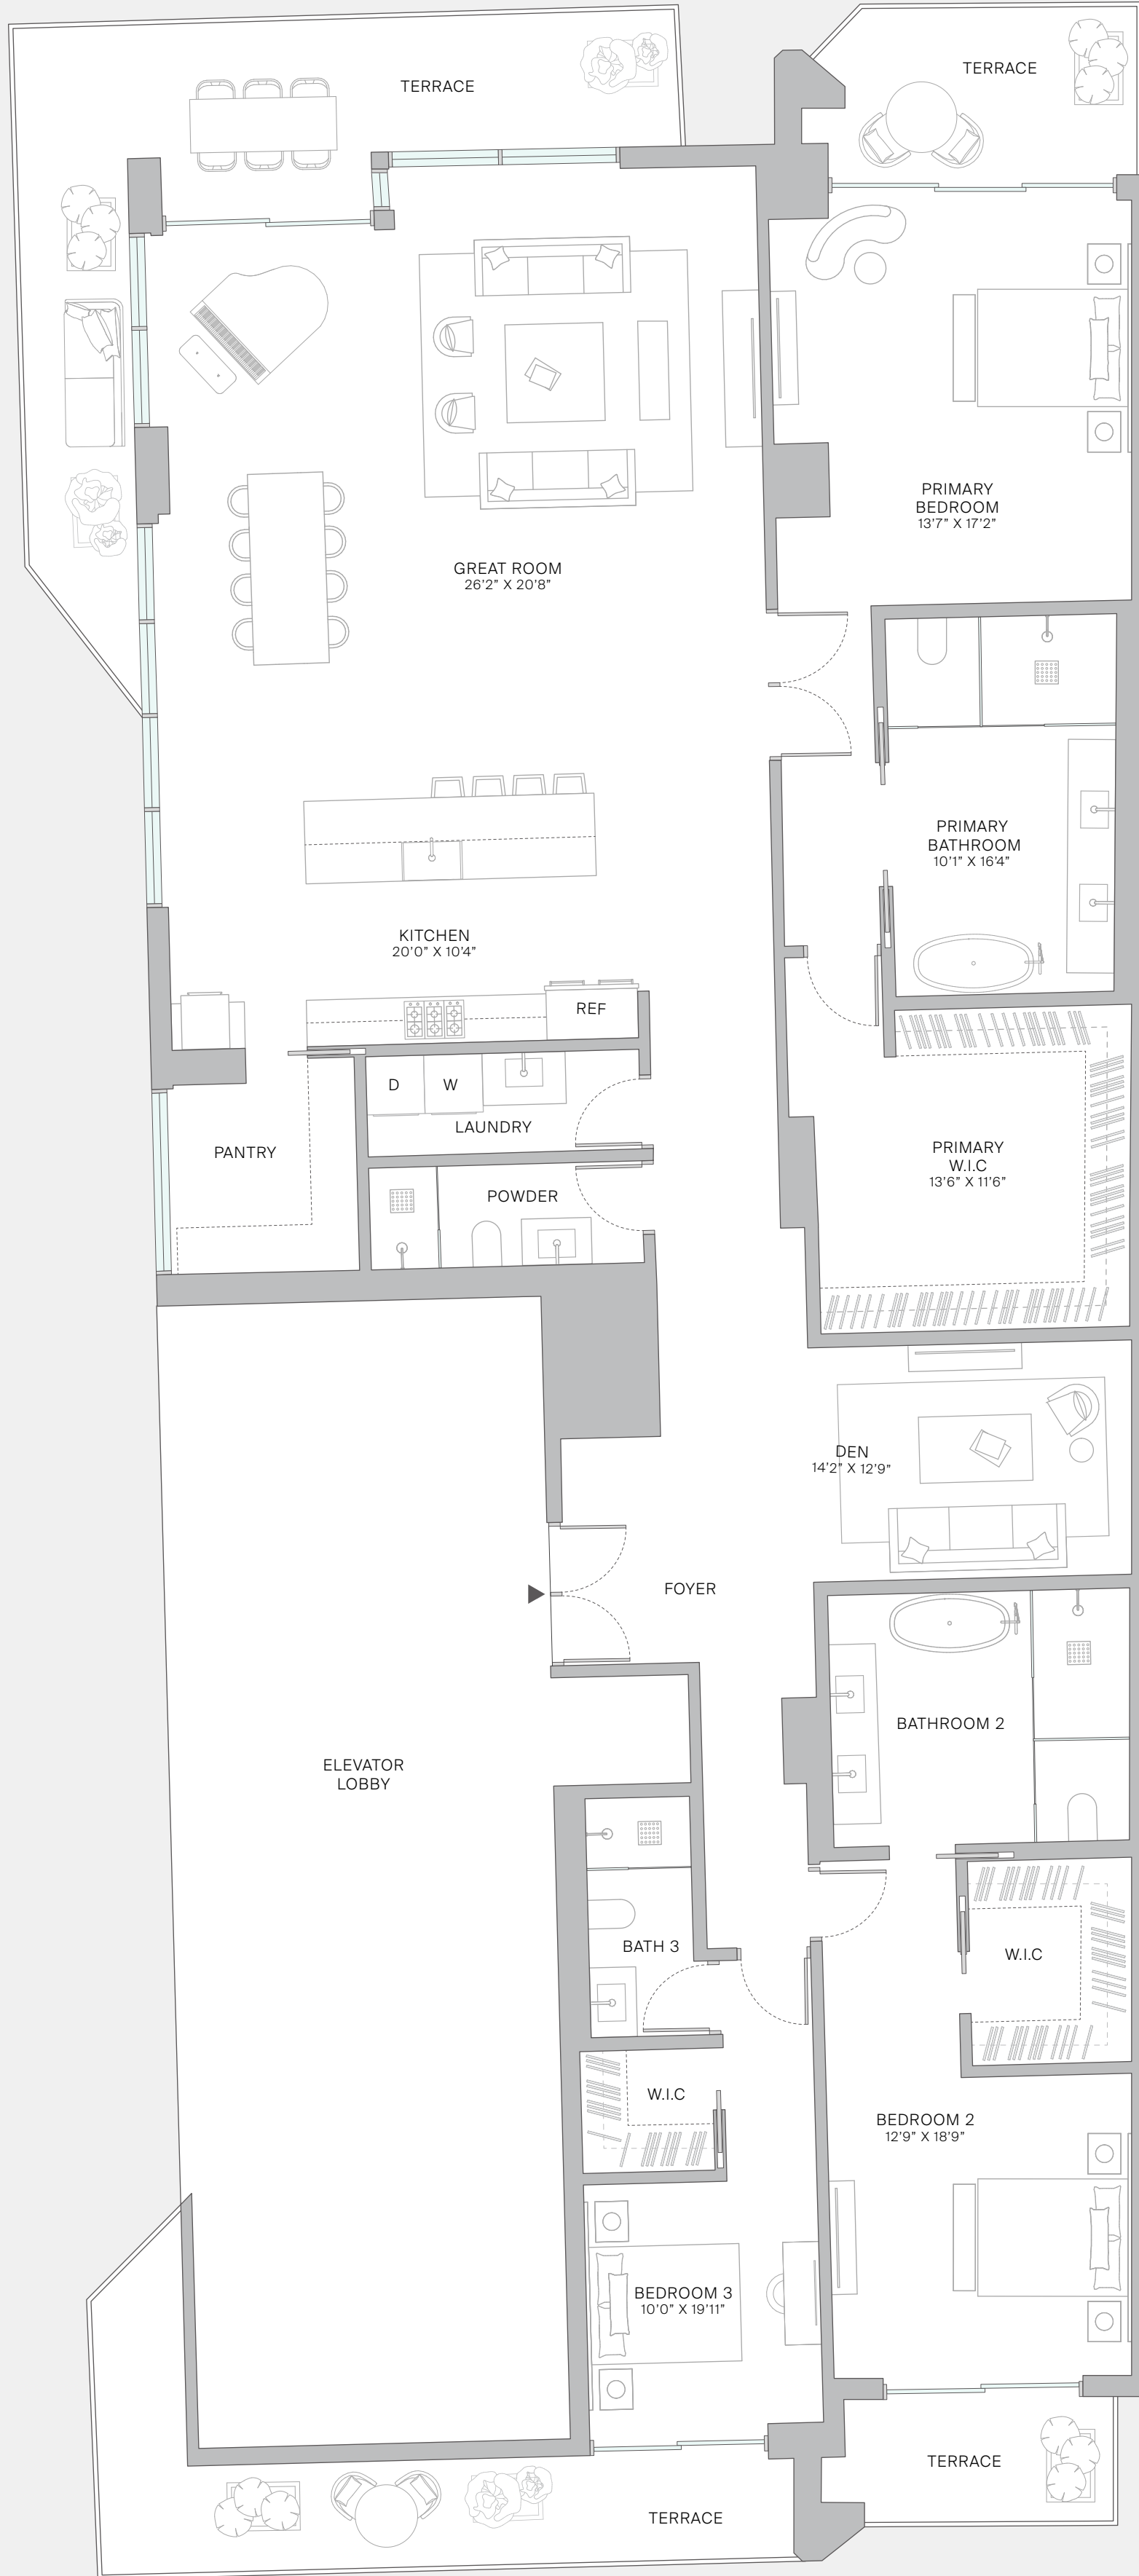 TERRACE
TERRACE
PRIMARY
BEDROOM
13'7" X 17'2"
GREAT ROOM
26'2" X 20'8"
PRIMARY
BATHROOM
10'1" X 16'4"
KITCHEN
20'0" X 10'4"
REF
D
W
LAUNDRY
PANTRY
PRIMARY
W.I.C
13'6" X 11'6"
POWDER
DEN
14'2" X 12'9"
FOYER
BATHROOM 2
ELEVATOR
LOBBY
BATH 3
W.I.C
W.I.C
BEDROOM 2
12'9" X 18'9"
BEDROOM 3
10'0" X 19'11"
TERRACE
TERRACE